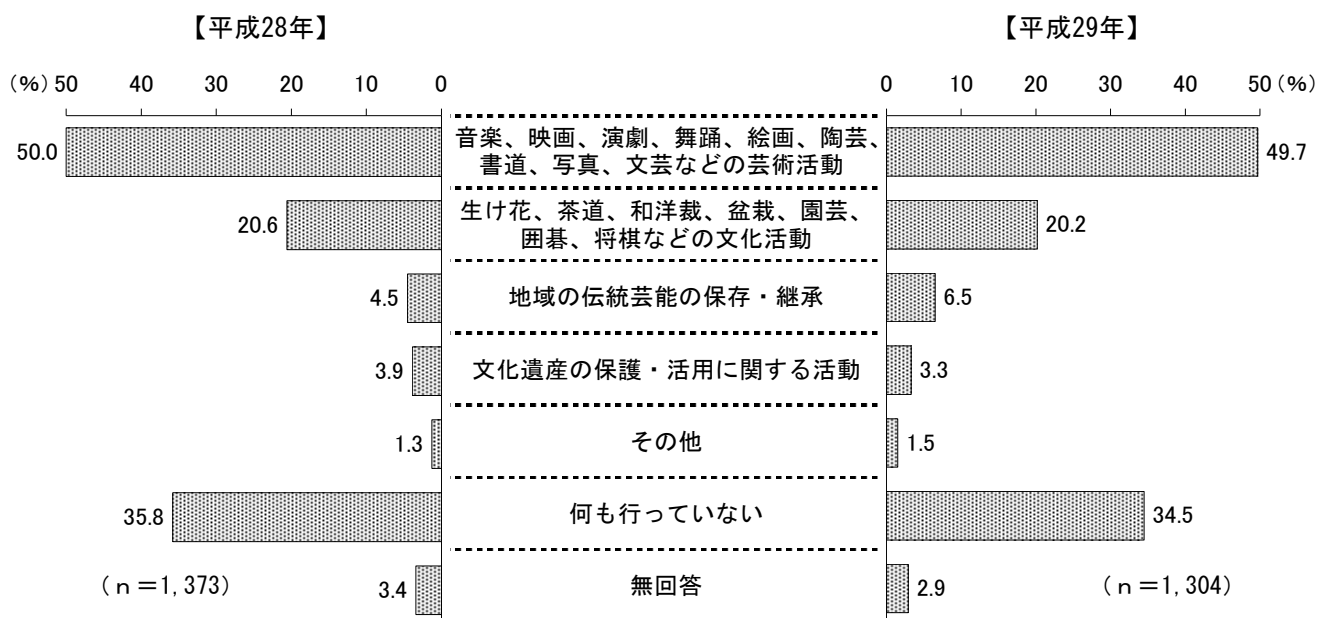 【平成28年】
【平成29年】
(%) 50 40 30 20 10 0
0 10 20 30 40 50 (%)
50.0 音楽、映画、演劇、舞踊、絵画、陶芸、 49.7
書道、写真、文芸などの芸術活動
20.6 生け花、茶道、和洋裁、盆栽、園芸、 20.2
囲碁、将棋などの文化活動
4.5 地域の伝統芸能の保存・継承 6.5
3.9 文化遺産の保護・活用に関する活動 3.3
1.3 その他 1.5
35.8 何も行っていない 34.5
(ｎ＝1,373) 3.4 無回答 2.9 (ｎ＝1,304)